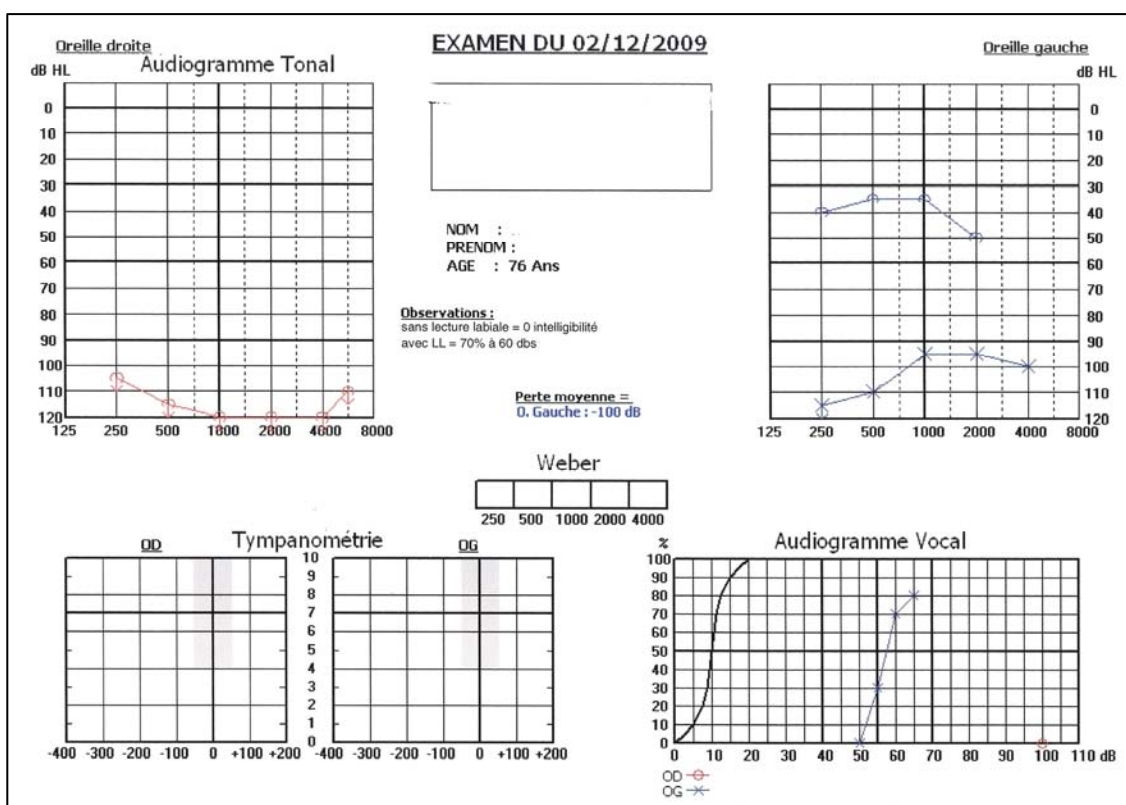 EXAMEN DU 02/12/2009
Oreille droite
dB HL
Audiogramme Tonal
0
10
20
30
40
50
60
70
80
90
100
110
120
125 250 500 1000 2000 4000 8000
NOM :
PRENOM :
AGE : 76 Ans
Observations :
sans lecture labiale = 0 intelligibilité
avec LL = 70% à 60 dbs
Perte moyenne =
O. Gauche : -100 dB
Oreille gauche
dB HL
0
10
20
30
40
50
60
70
80
90
100
110
120
125 250 500 1000 2000 4000 8000
Weber
250 500 1000 2000 4000
Tympanométrie
OD
OG
10
9
8
7
6
5
4
3
2
1
0
-400 -300 -200 -100 0 +100 +200
-400 -300 -200 -100 0 +100 +200
Audiogramme Vocal
%
100
90
80
70
60
50
40
30
20
10
0
0 10 20 30 40 50 60 70 80 90 100 110 dB
OD
OG